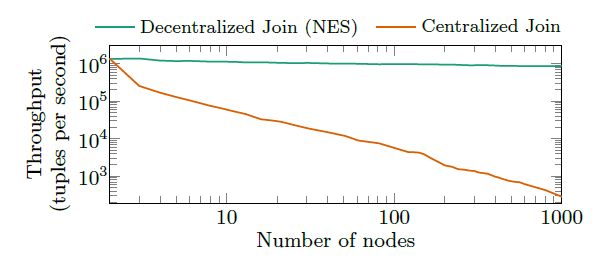 Decentralized Join (NES) Centralized Join
Throughput
(tuples per second)
10^6
10^5
10^4
10^3
10 100 1000
Number of nodes